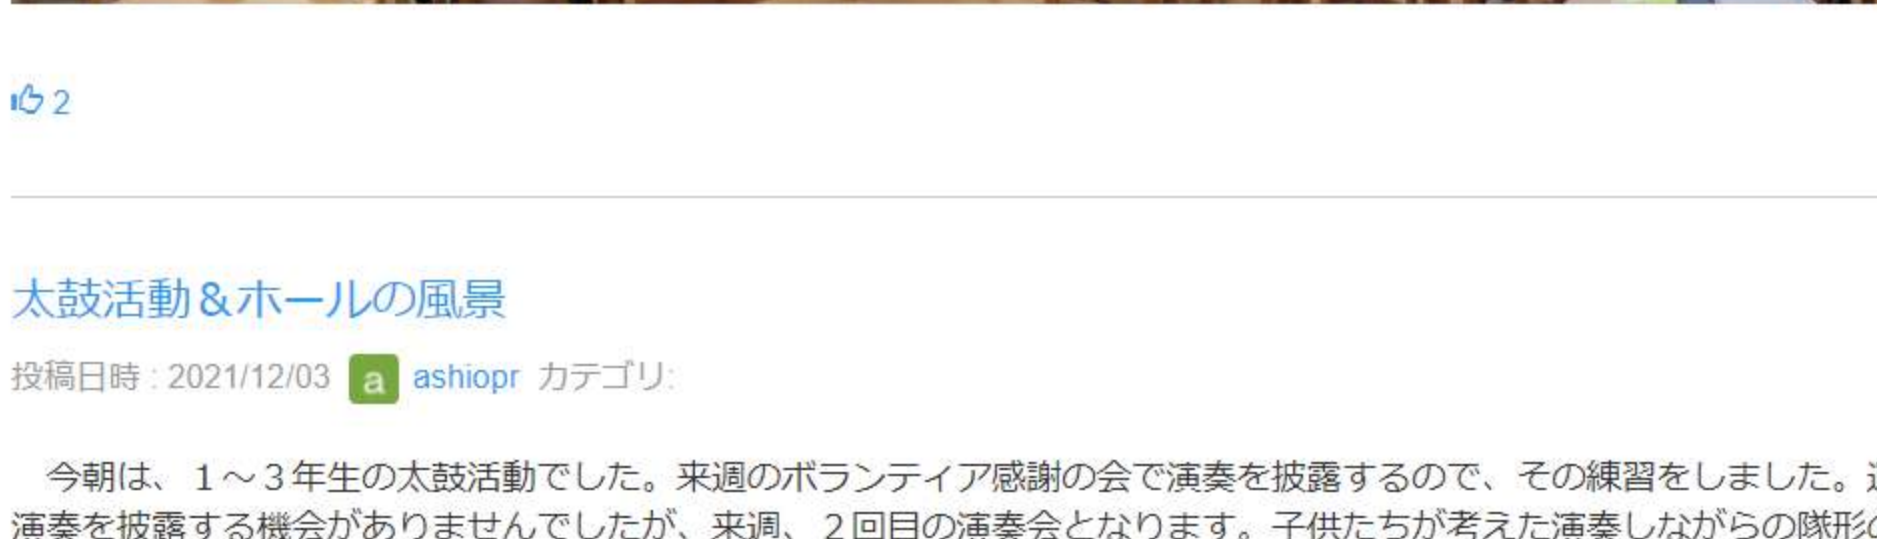 2
太鼓活動＆ホールの風景
投稿日時 : 2021/12/03 a ashiopr カテゴリ:
今朝は、１～３年生の太鼓活動でした。来週のボランティア感謝の会で演奏を披露するので、その練習をしました。
演奏を披露する機会がありませんでしたが、来週、２回目の演奏会となります。子供たちが考えた演奏しながらの隊形の